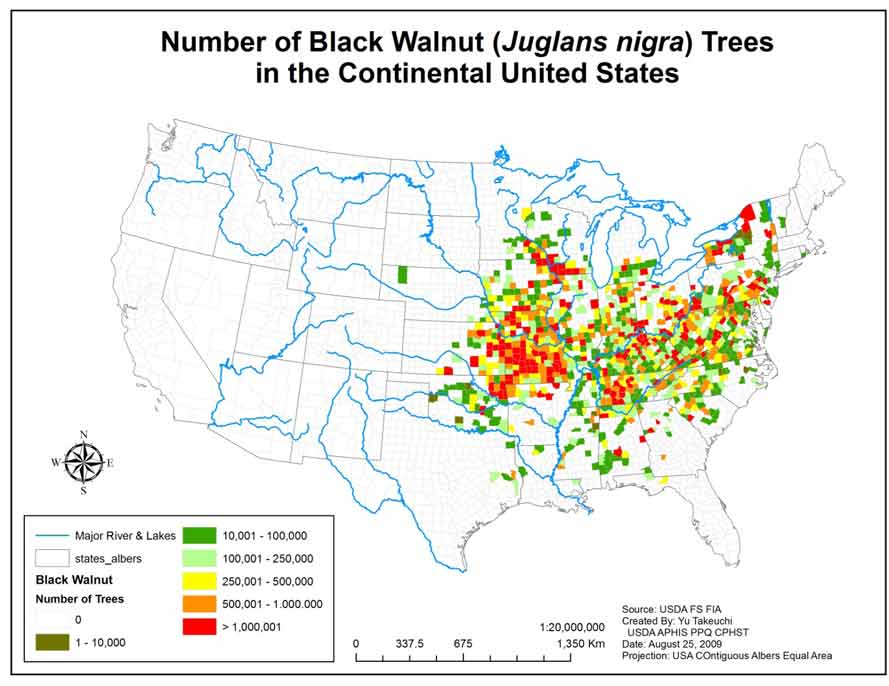 Number of Black Walnut (Juglans nigra) Trees
in the Continental United States
N
W
E
S
Major River & Lakes
states_albers
Black Walnut
Number of Trees
0
1 - 10,000
10,001 - 100,000
100,001 - 250,000
250,001 - 500,000
500,001 - 1.000.000
> 1,000,001
1:20,000,000
0 337.5 675 1,350 Km
Source: USDA FS FIA
Created By: Yu Takeuchi
USDA APHIS PPQ CPHST
Date: August 25, 2009
Projection: USA COntiguous Albers Equal Area